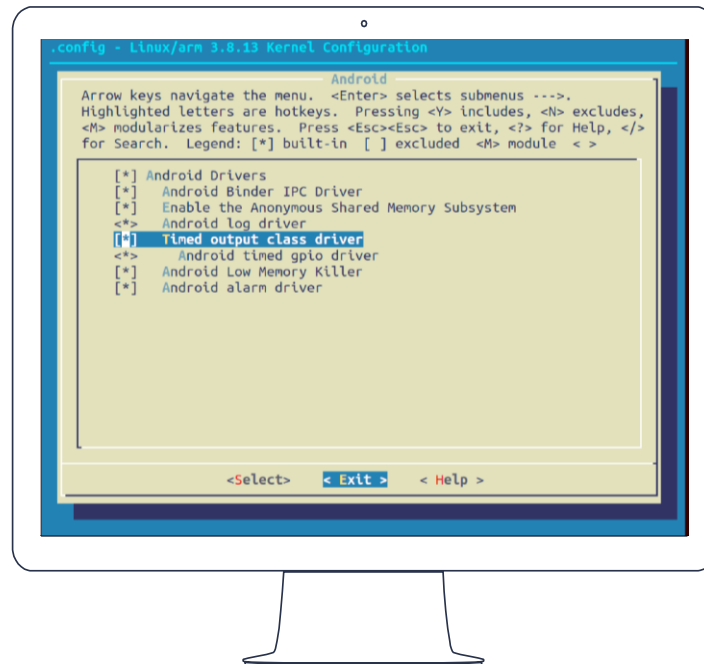 .config - Linux/arm 3.8.13 Kernel Configuration
Android
Arrow keys navigate the menu. <Enter> selects submenus --->.
Highlighted letters are hotkeys. Pressing <Y> includes, <N> excludes,
<M> modularizes features. Press <Esc><Esc> to exit, <?> for Help, </>
for Search. Legend: [*] built-in [ ] excluded <M> module < >
[*] Android Drivers
[*] Android Binder IPC Driver
[*] Enable the Anonymous Shared Memory Subsystem
<*> Android log driver
[*] Timed output class driver
<*> Android timed gpio driver
[*] Android Low Memory Killer
[*] Android alarm driver
<Select> < Exit > < Help >